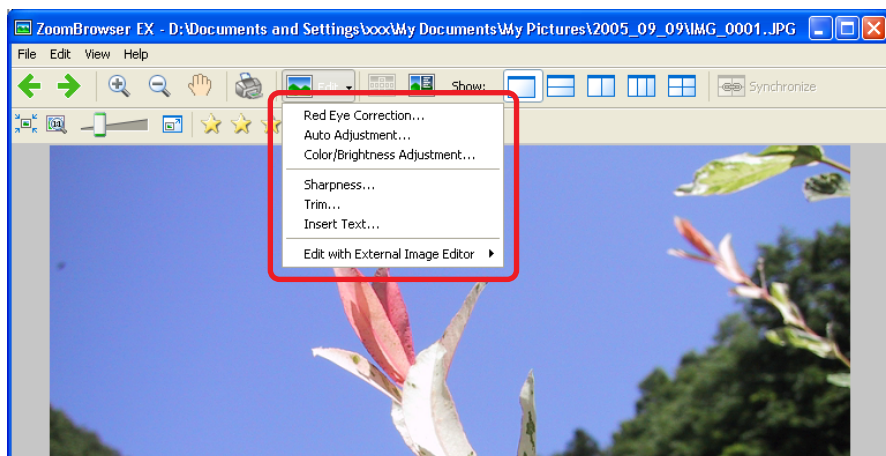 ZoomBrowser EX - D:\Documents and Settings\xxx\My Documents\My Pictures\2005_09_09\IMG_0001.JPG
File Edit View Help
Edit Show: Synchronize
Red Eye Correction...
Auto Adjustment...
Color/Brightness Adjustment...
Sharpness...
Trim...
Insert Text...
Edit with External Image Editor